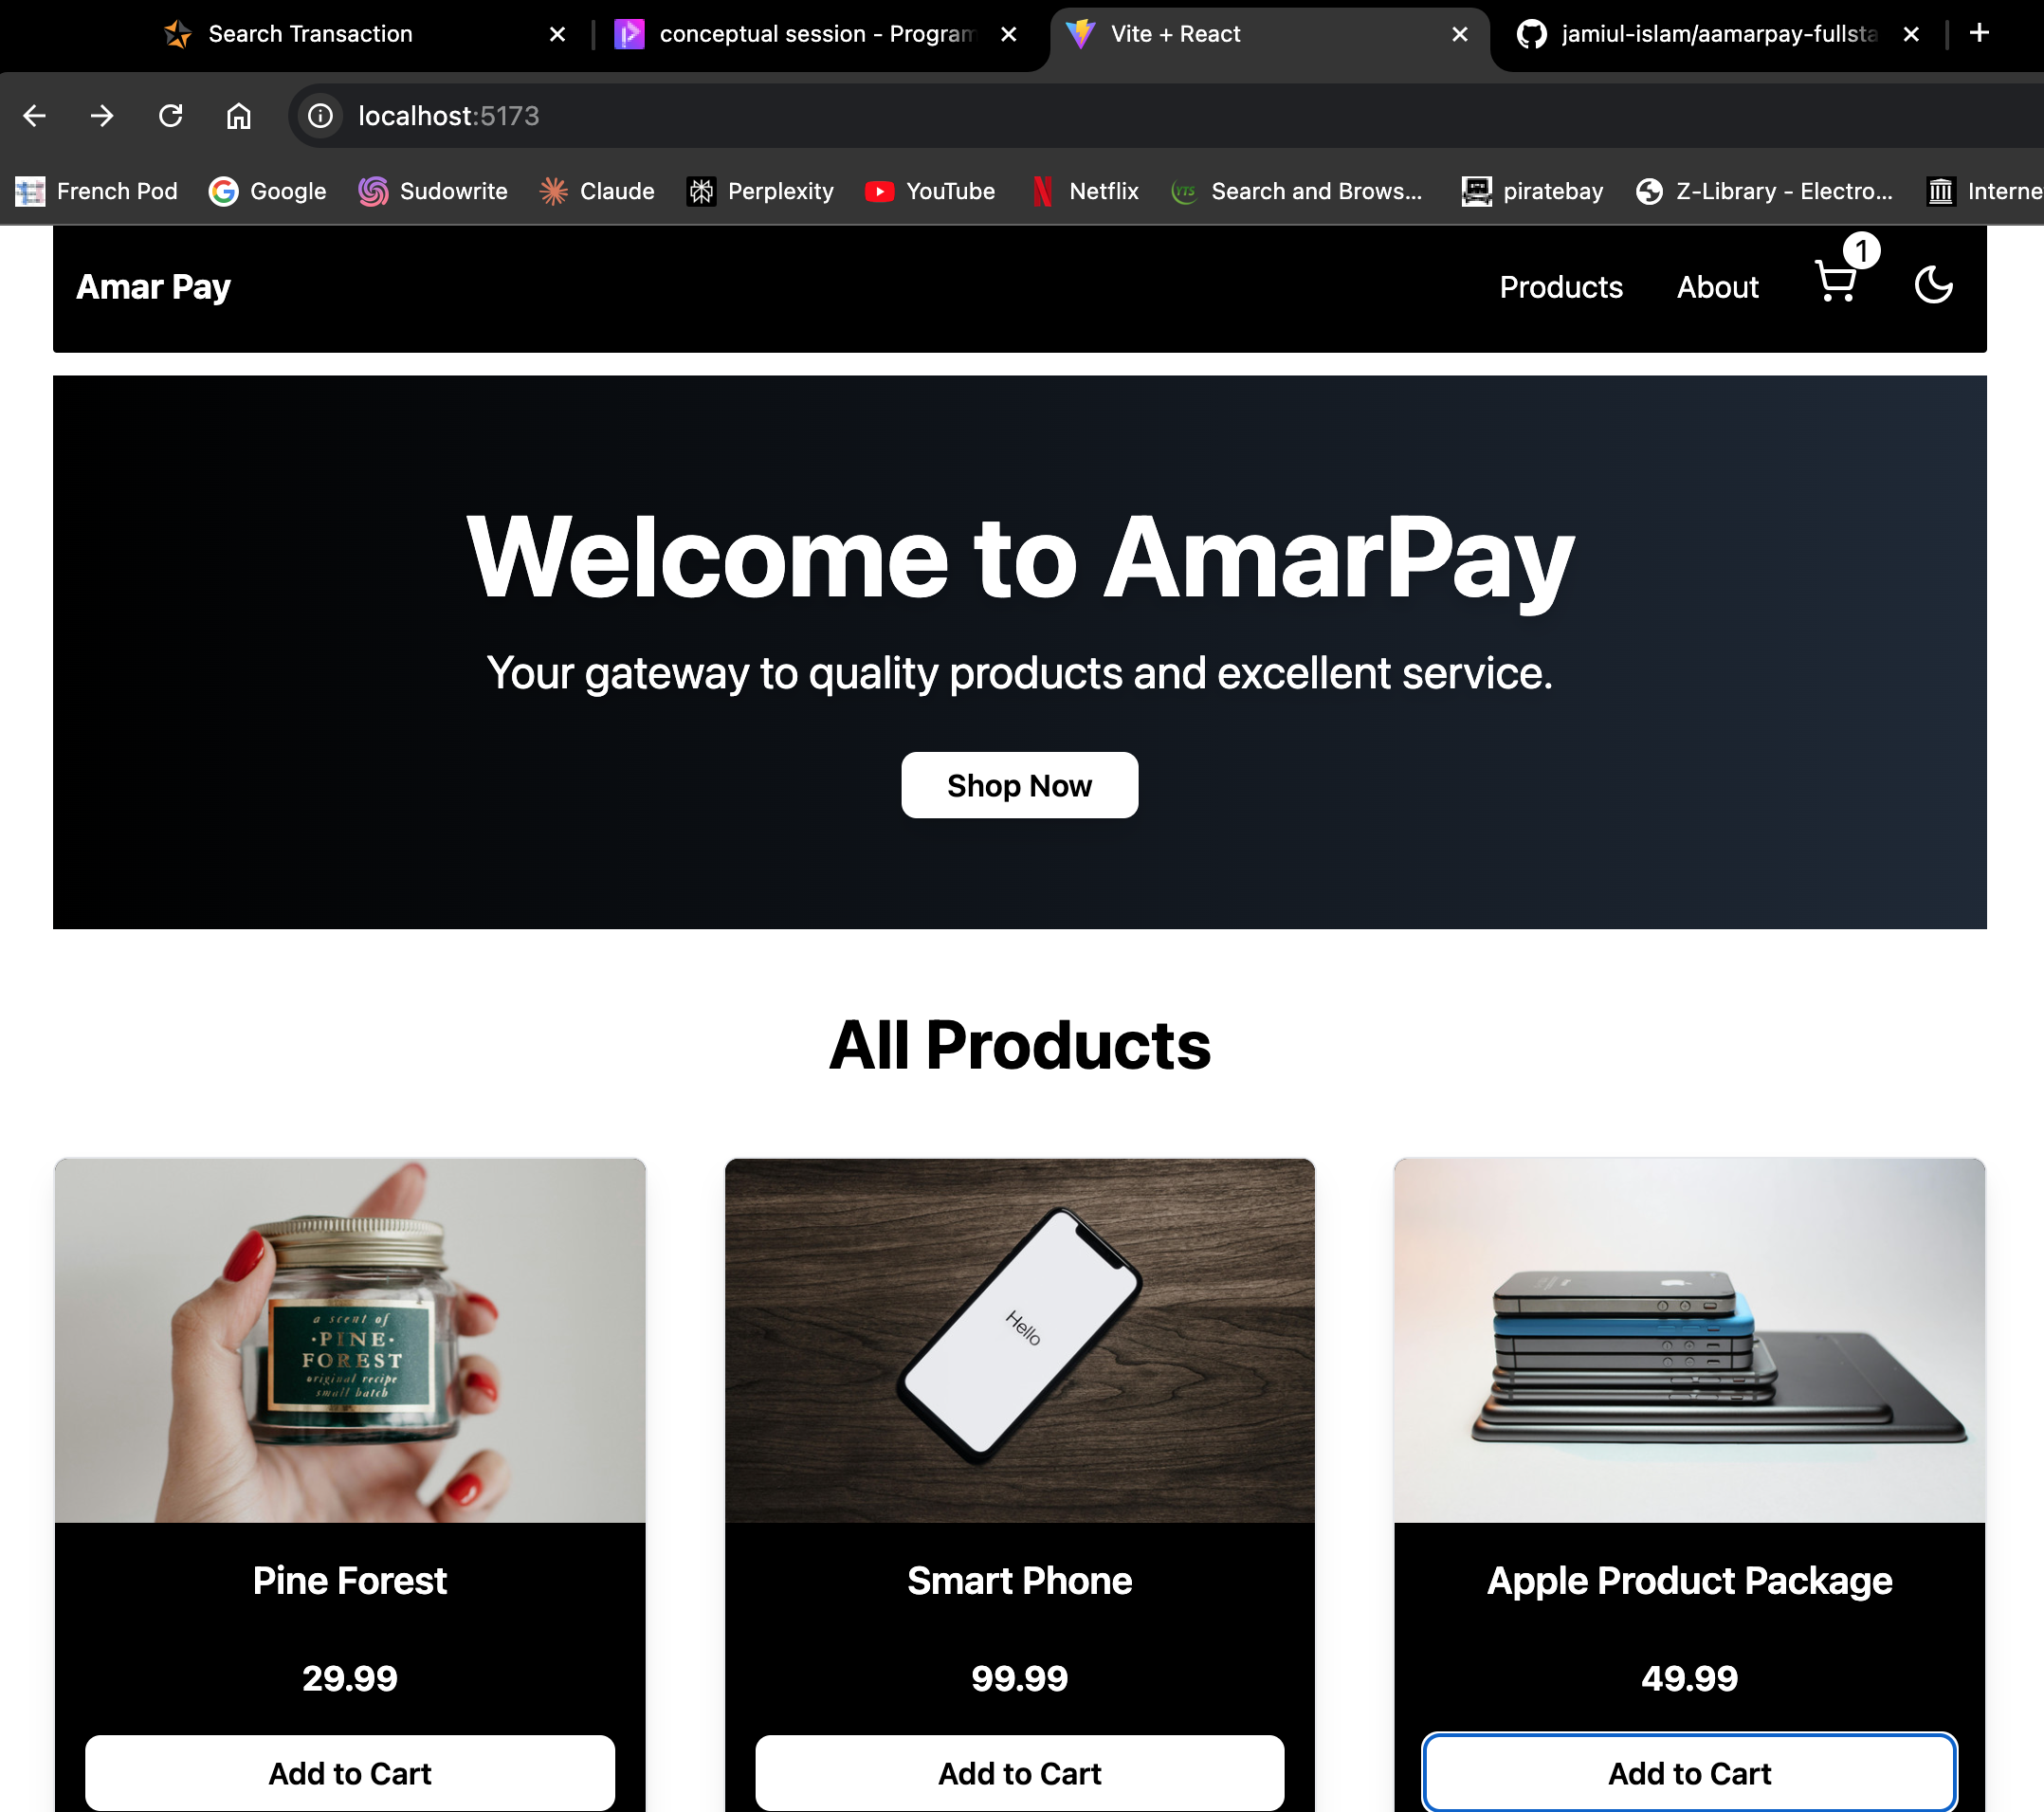 Search Transaction
conceptual session - Program
Vite + React
jamiul-islam/aamarpay-fullsta
localhost:5173
French Pod
Google
Sudowrite
Claude
Perplexity
YouTube
Netflix
YTS
Search and Brows...
piratebay
Z-Library - Electro...
Interne
Amar Pay
Products
About
1
Welcome to AmarPay
Your gateway to quality products and excellent service.
Shop Now
All Products
a scent of
·PINE·
FOREST
original recipe
small batch
Hello
Pine Forest
Smart Phone
Apple Product Package
29.99
99.99
49.99
Add to Cart
Add to Cart
Add to Cart